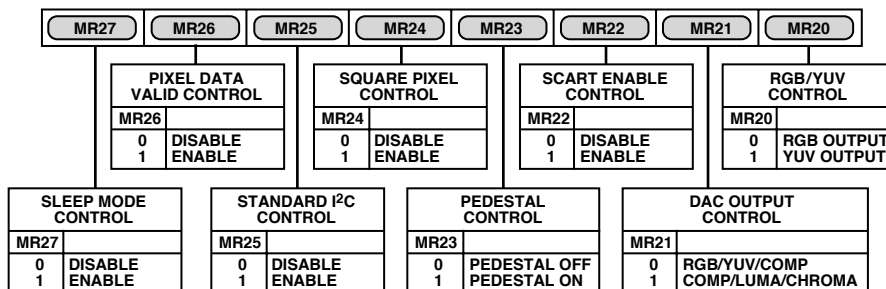 MR27 MR26 MR25 MR24 MR23 MR22 MR21 MR20
PIXEL DATA
VALID CONTROL
MR26
0 DISABLE
1 ENABLE
SQUARE PIXEL
CONTROL
MR24
0 DISABLE
1 ENABLE
SCART ENABLE
CONTROL
MR22
0 DISABLE
1 ENABLE
RGB/YUV
CONTROL
MR20
0 RGB OUTPUT
1 YUV OUTPUT
SLEEP MODE
CONTROL
MR27
0 DISABLE
1 ENABLE
STANDARD I²C
CONTROL
MR25
0 DISABLE
1 ENABLE
PEDESTAL
CONTROL
MR23
0 PEDESTAL OFF
1 PEDESTAL ON
DAC OUTPUT
CONTROL
MR21
0 RGB/YUV/COMP
1 COMP/LUMA/CHROMA